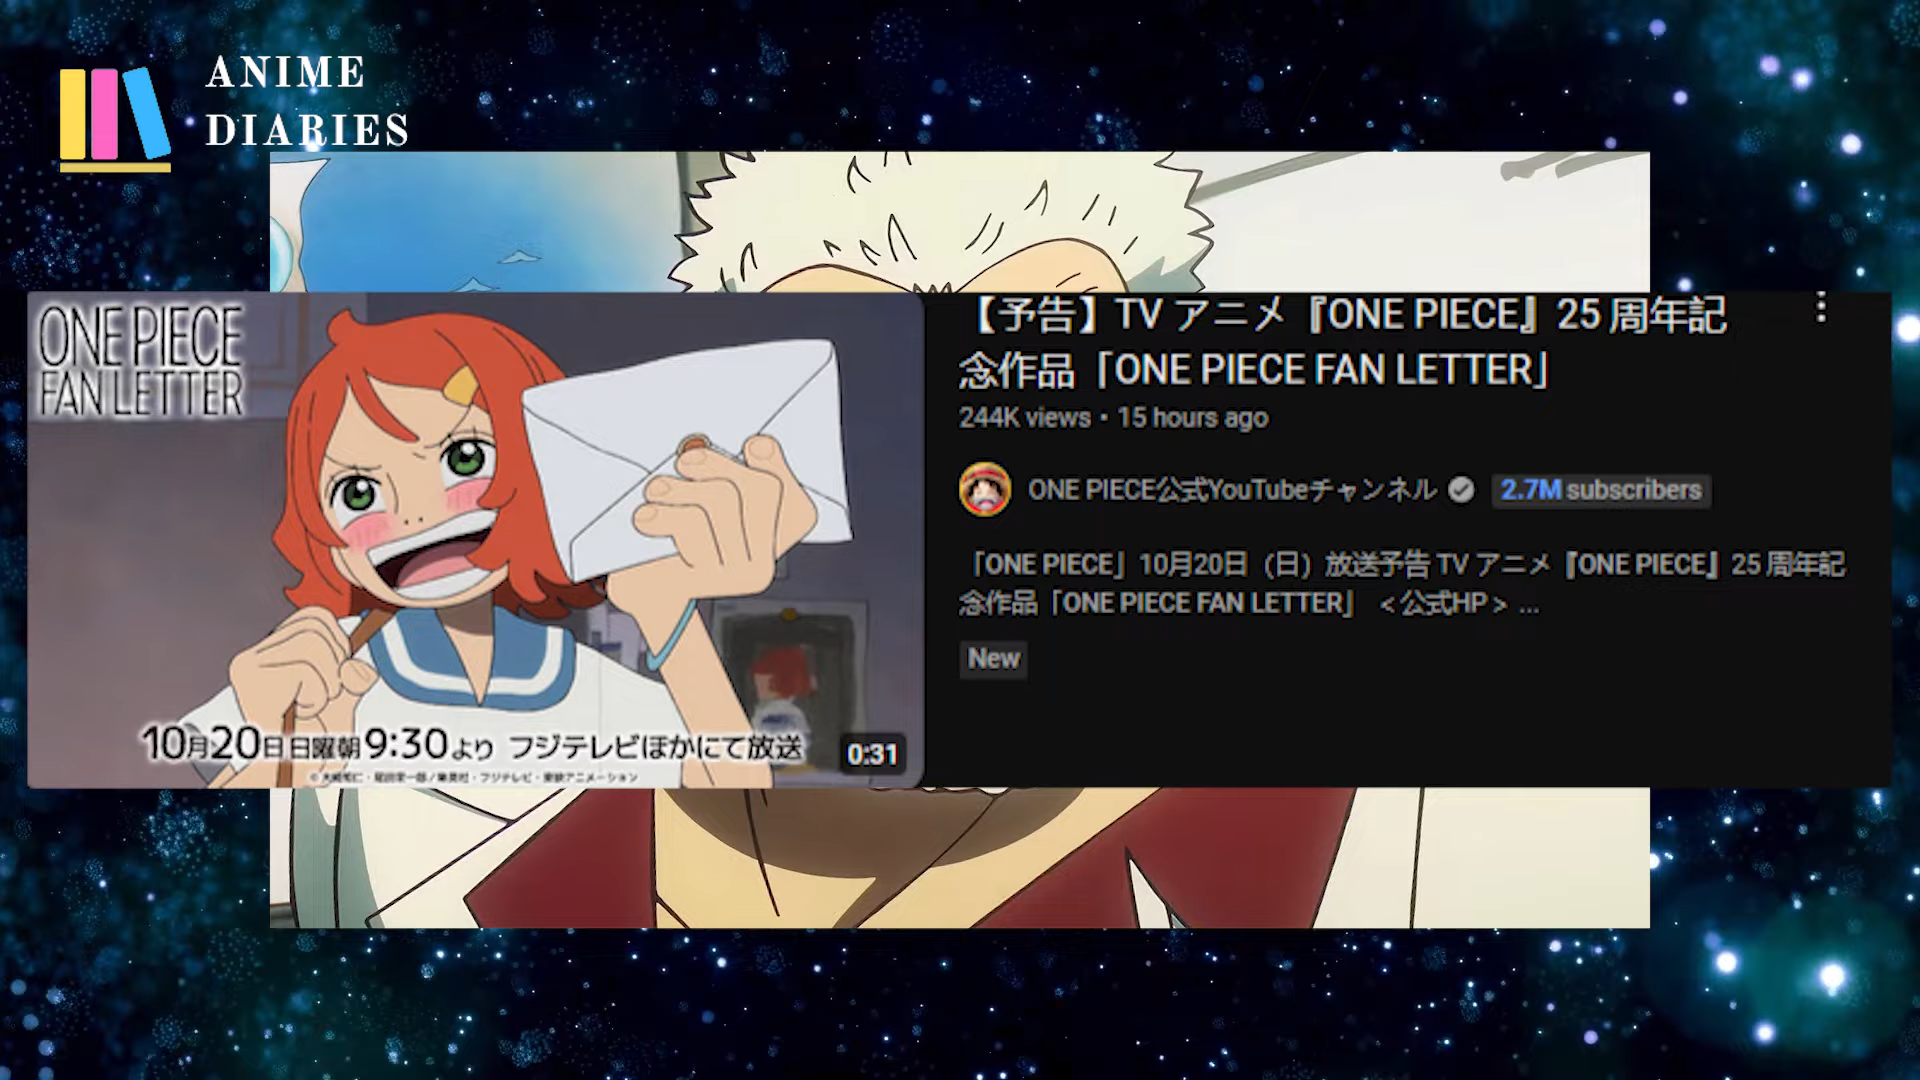 ANIME
DIARIES
ONE PIECE
FAN LETTER
10月20日日曜朝9:30より フジテレビほかにて放送
0:31
【予告】TV アニメ『ONE PIECE』25 周年記
念作品「ONE PIECE FAN LETTER」
244K views・15 hours ago
ONE PIECE公式YouTubeチャンネル
2.7M subscribers
「ONE PIECE」10月20日（日）放送予告 TV アニメ『ONE PIECE』25 周年記
念作品「ONE PIECE FAN LETTER」 ＜公式HP＞ ...
New